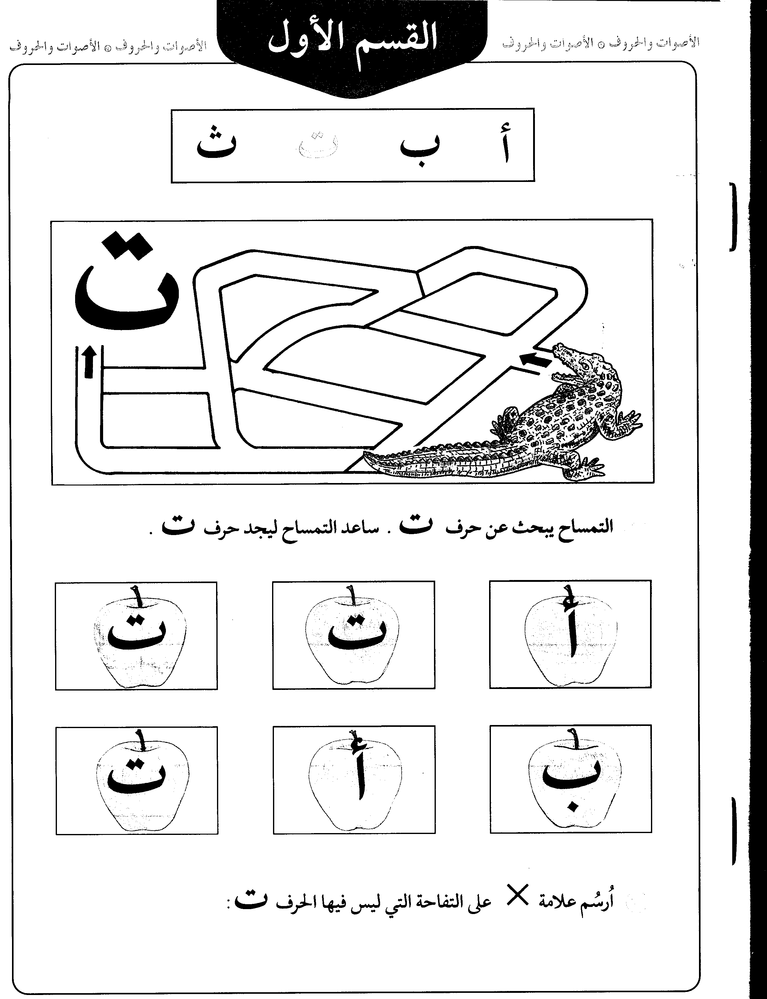 الأصوات والحروف ۞ الأصوات والحروف
القسم الأول
الأصوات والحروف ۞ الأصوات والحروف
أ ب ت ث
ت
التمساح يبحث عن حرف ت . ساعد التمساح ليجد حرف ت .
أ ت ت
ب أ ت
أُرسُم علامة × على التفاحة التي ليس فيها الحرف ت :